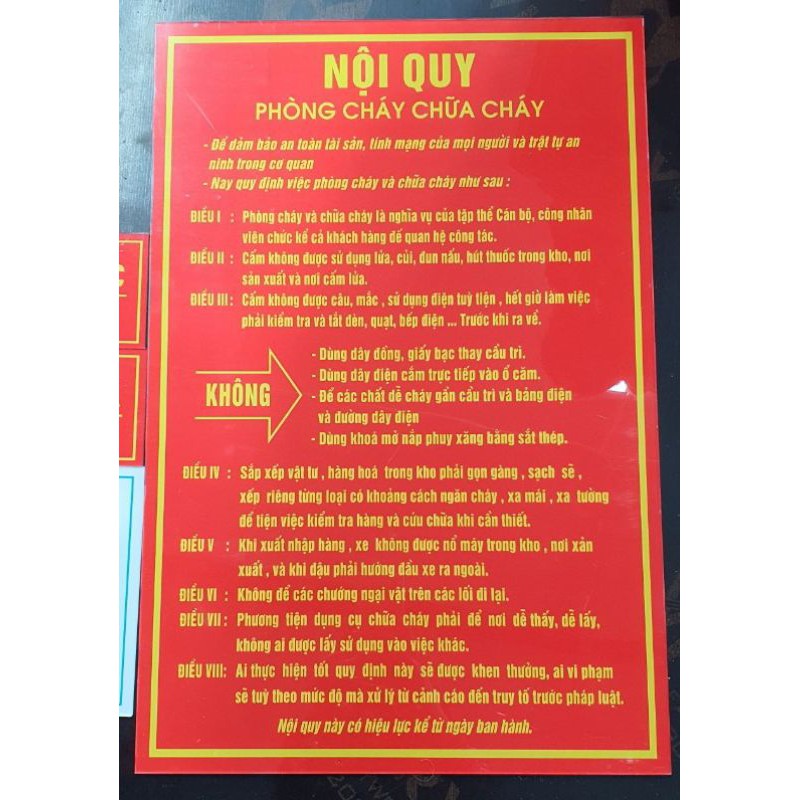 NỘI QUY
PHÒNG CHÁY CHỮA CHÁY
- Để đảm bảo an toàn tài sản, tính mạng của mọi người và trật tự an
ninh trong cơ quan
- Nay quy định việc phòng cháy và chữa cháy như sau :
ĐIỀU I : Phòng cháy và chữa cháy là nghĩa vụ của tập thể Cán bộ, công nhân
viên chức kể cả khách hàng đế quan hệ công tác.
ĐIỀU II : Cấm không được sử dụng lửa, củi, đun nấu, hút thuốc trong kho, nơi
sản xuất và nơi cấm lửa.
ĐIỀU III : Cấm không được câu, mắc , sử dụng điện tuỳ tiện , hết giờ làm việc
phải kiểm tra và tắt đèn, quạt, bếp điện ... Trước khi ra về.
KHÔNG
- Dùng dây đồng, giấy bạc thay cầu trì.
- Dùng dây điện cắm trực tiếp vào ổ căm.
- Để các chất dễ cháy gần cầu trì và bảng điện
và đường dây điện
- Dùng khoá mở nắp phuy xăng bằng sắt thép.
ĐIỀU IV : Sắp xếp vật tư , hàng hoá trong kho phải gọn gàng , sạch sẽ ,
xếp riêng từng loại có khoảng cách ngăn cháy , xa mái , xa tường
để tiện việc kiểm tra hàng và cứu chữa khi cần thiết.
ĐIỀU V : Khi xuất nhập hàng , xe không được nổ máy trong kho , nơi xản
xuất , và khi đậu phải hướng đầu xe ra ngoài.
ĐIỀU VI : Không để các chướng ngại vật trên các lối đi lại.
ĐIỀU VII : Phương tiện dụng cụ chữa cháy phải để nơi dễ thấy, dễ lấy,
không ai được lấy sử dụng vào việc khác.
ĐIỀU VIII: Ai thực hiện tốt quy định này sẽ được khen thưởng, ai vi phạm
sẽ tuỳ theo mức độ mà xử lý từ cảnh cáo đến truy tố trước pháp luật.
Nội quy này có hiệu lực kể từ ngày ban hành.